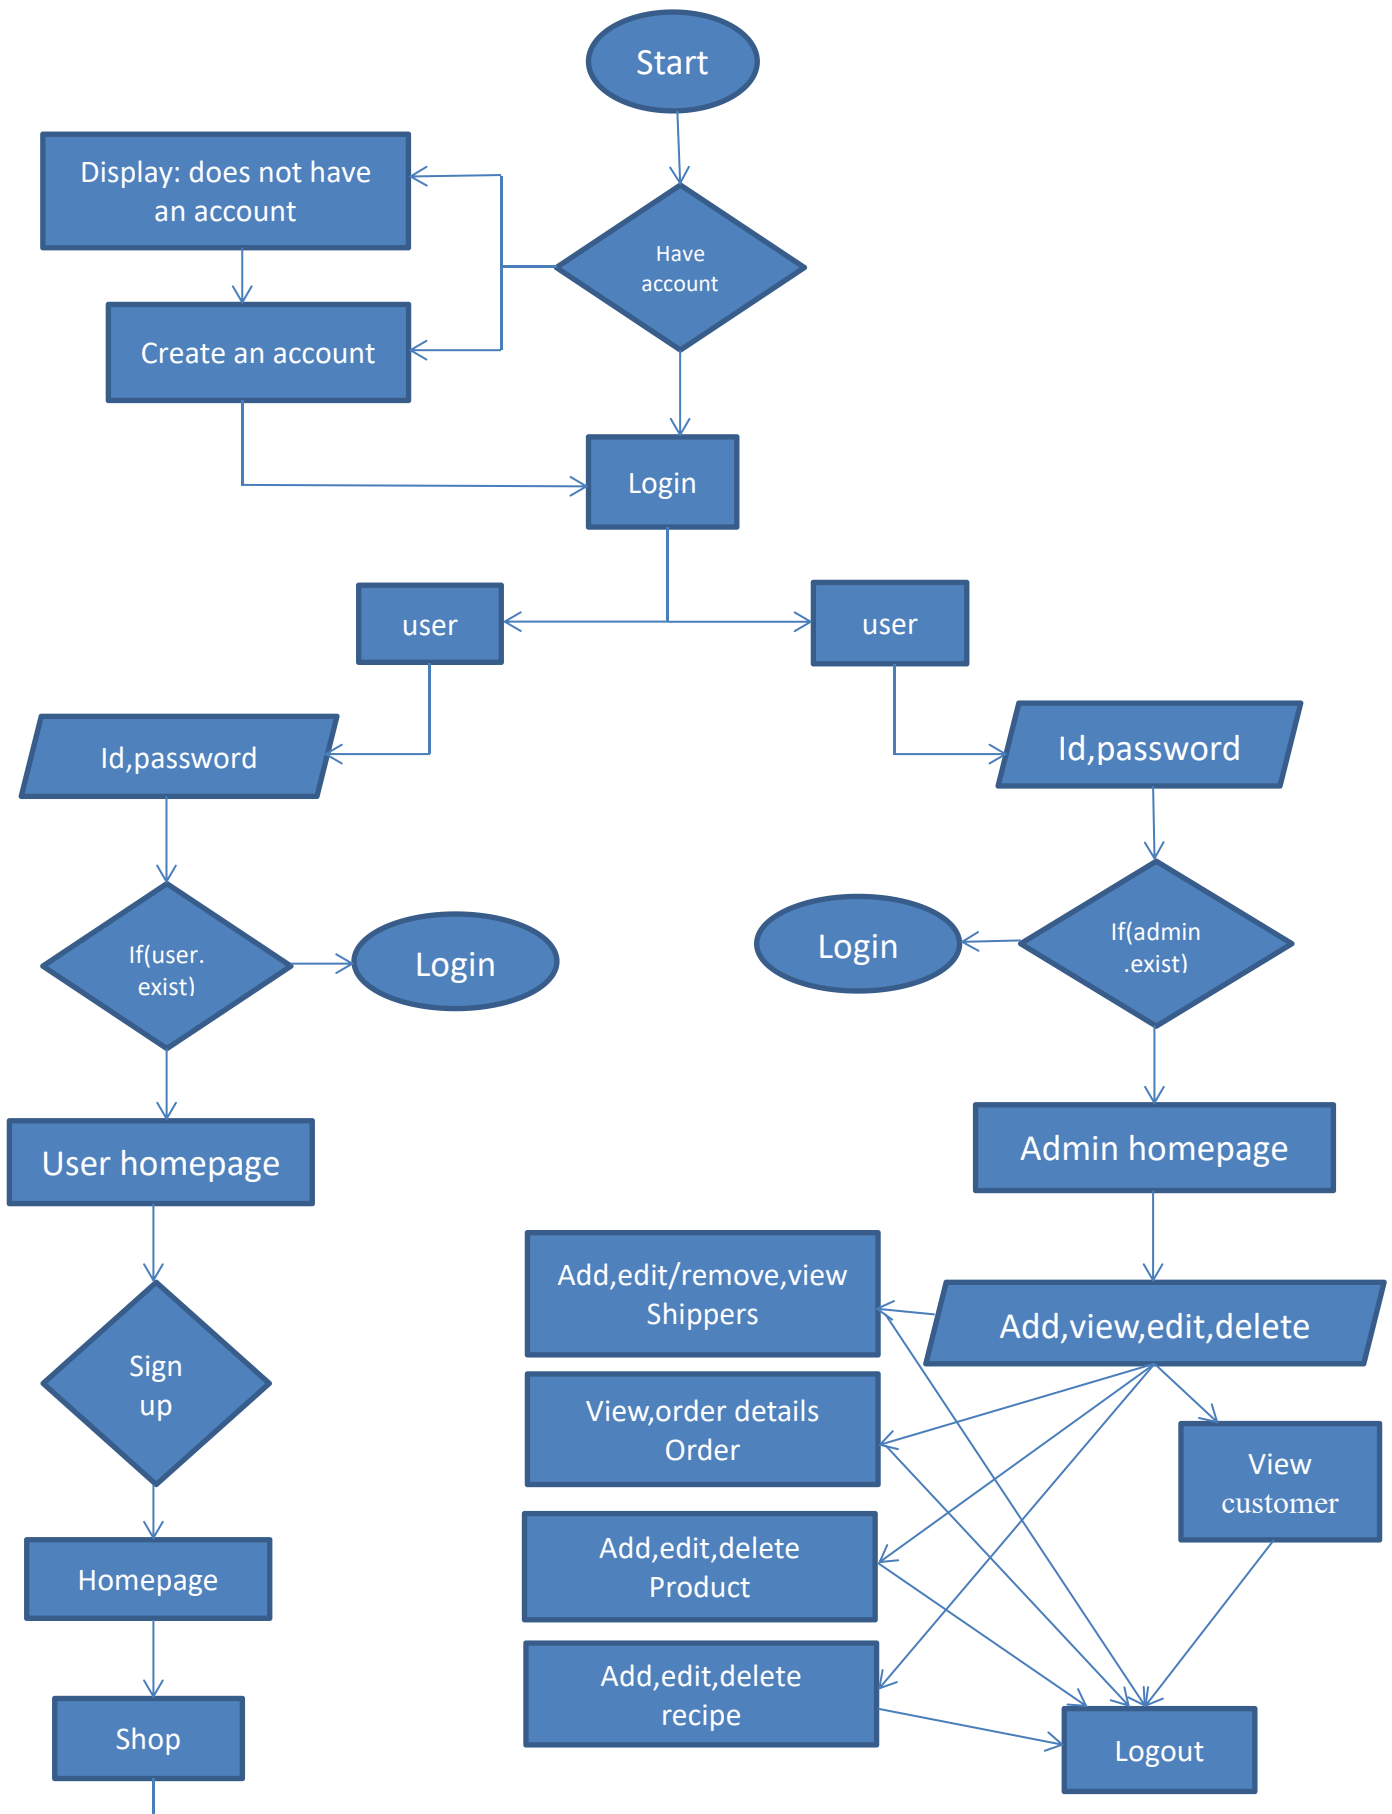 Start
Display: does not have
an account
Have
account
Create an account
Login
user
user
Id,password
Id,password
If(user.
exist)
Login
Login
If(admin
.exist)
User homepage
Admin homepage
Add,edit/remove,view
Shippers
Add,view,edit,delete
Sign
up
View,order details
Order
View
customer
Homepage
Add,edit,delete
Product
Add,edit,delete
recipe
Shop
Logout